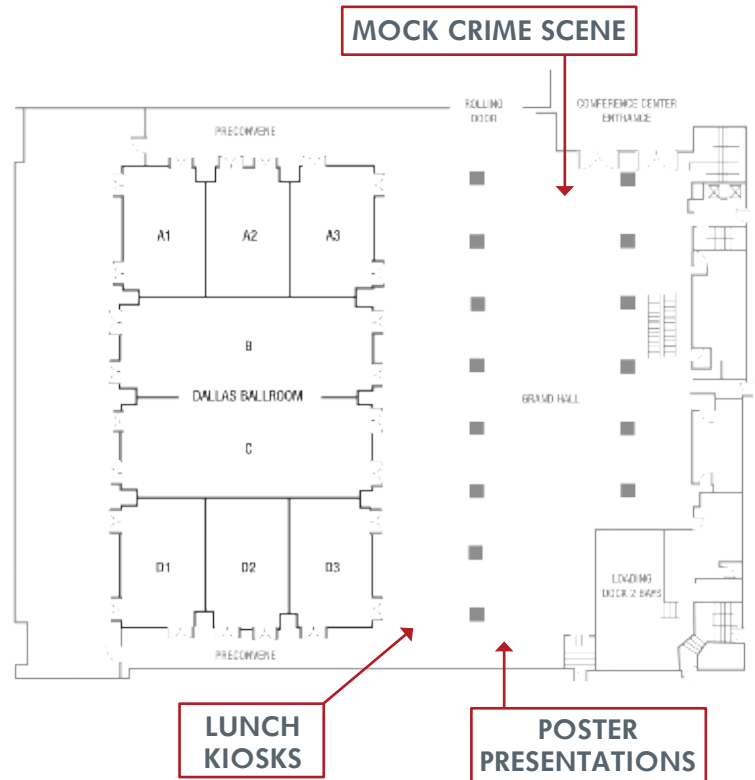 MOCK CRIME SCENE
ROLLING
DOOR
CONFERENCE CENTER
ENTRANCE
PRECONVENE
A1
A2
A3
B
DALLAS BALLROOM
GRAND HALL
C
D1
D2
D3
LOADING
DOCK 2 BAYS
PRECONVENE
LUNCH
KIOSKS
POSTER
PRESENTATIONS